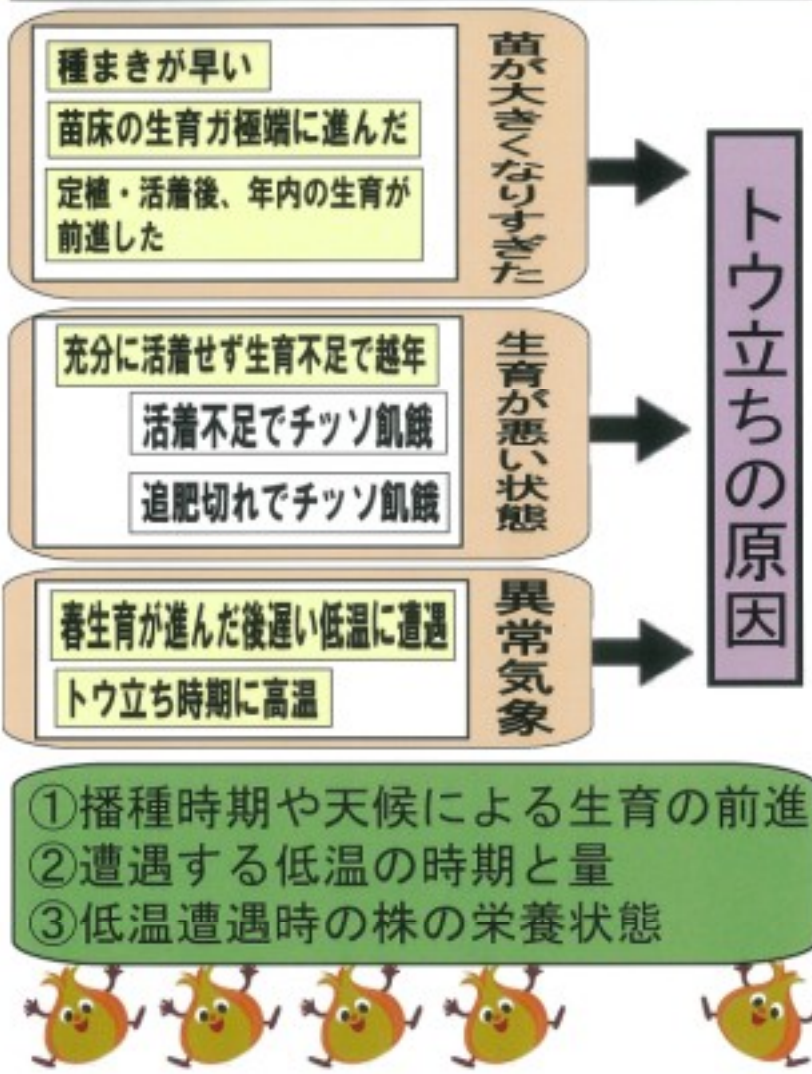 種まきが早い
苗床の生育ガ極端に進んだ
定植・活着後、年内の生育が
前進した
苗が大きくなりすぎた
充分に活着せず生育不足で越年
活着不足でチッソ飢餓
追肥切れでチッソ飢餓
生育が悪い状態
春生育が進んだ後遅い低温に遭遇
トウ立ち時期に高温
異常気象
トウ立ちの原因
①播種時期や天候による生育の前進
②遭遇する低温の時期と量
③低温遭遇時の株の栄養状態